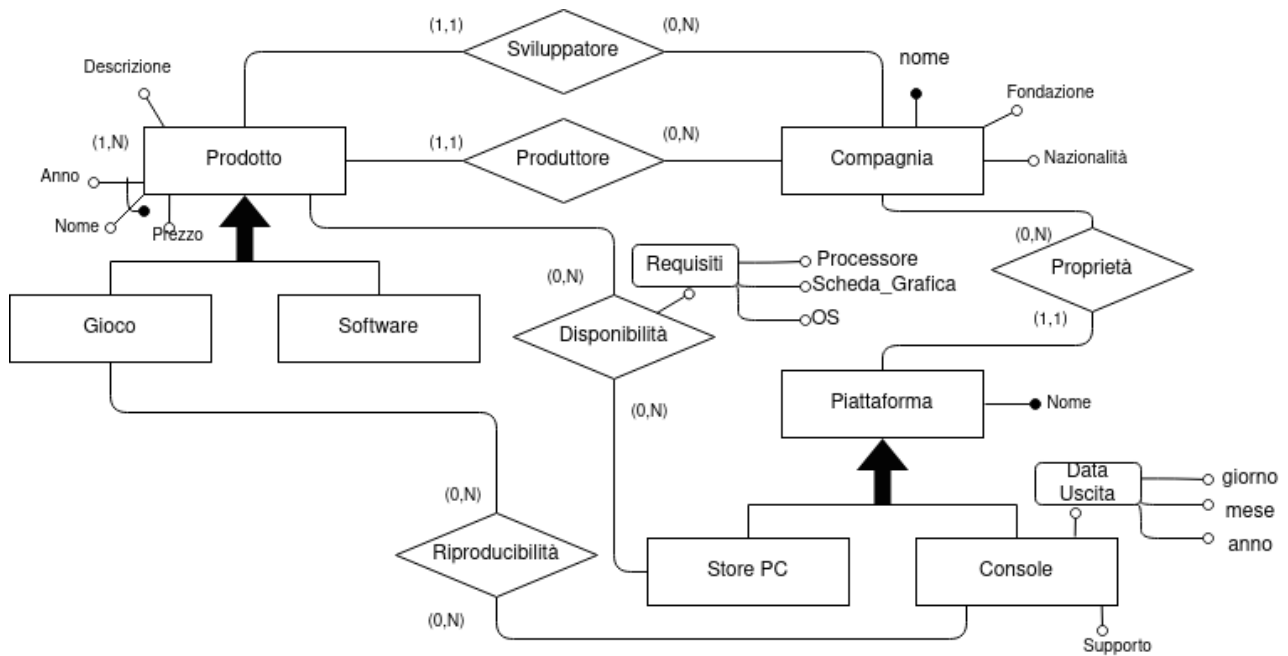 (1,1)
Sviluppatore
(0,N)
nome
Descrizione
Fondazione
(1,N)
Prodotto
(1,1)
Produttore
(0,N)
Compagnia
Nazionalità
Anno
Nome
Prezzo
(0,N)
Proprietà
Requisiti
Processore
Scheda_Grafica
OS
(0,N)
Disponibilità
(1,1)
Gioco
Software
(0,N)
Piattaforma
Nome
Data
Uscita
giorno
mese
anno
(0,N)
Riproducibilità
Store PC
Console
(0,N)
Supporto